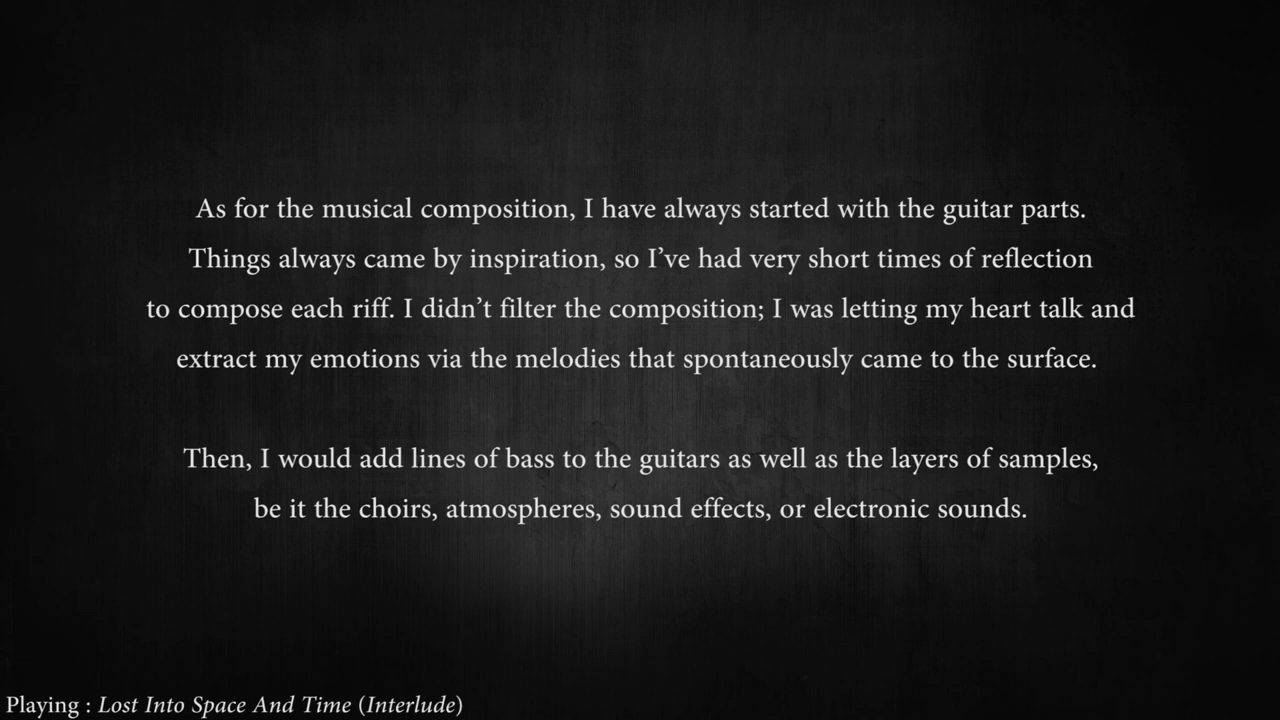 As for the musical composition, I have always started with the guitar parts.
Things always came by inspiration, so I’ve had very short times of reflection
to compose each riff. I didn’t filter the composition; I was letting my heart talk and
extract my emotions via the melodies that spontaneously came to the surface.
Then, I would add lines of bass to the guitars as well as the layers of samples,
be it the choirs, atmospheres, sound effects, or electronic sounds.
Playing : Lost Into Space And Time (Interlude)